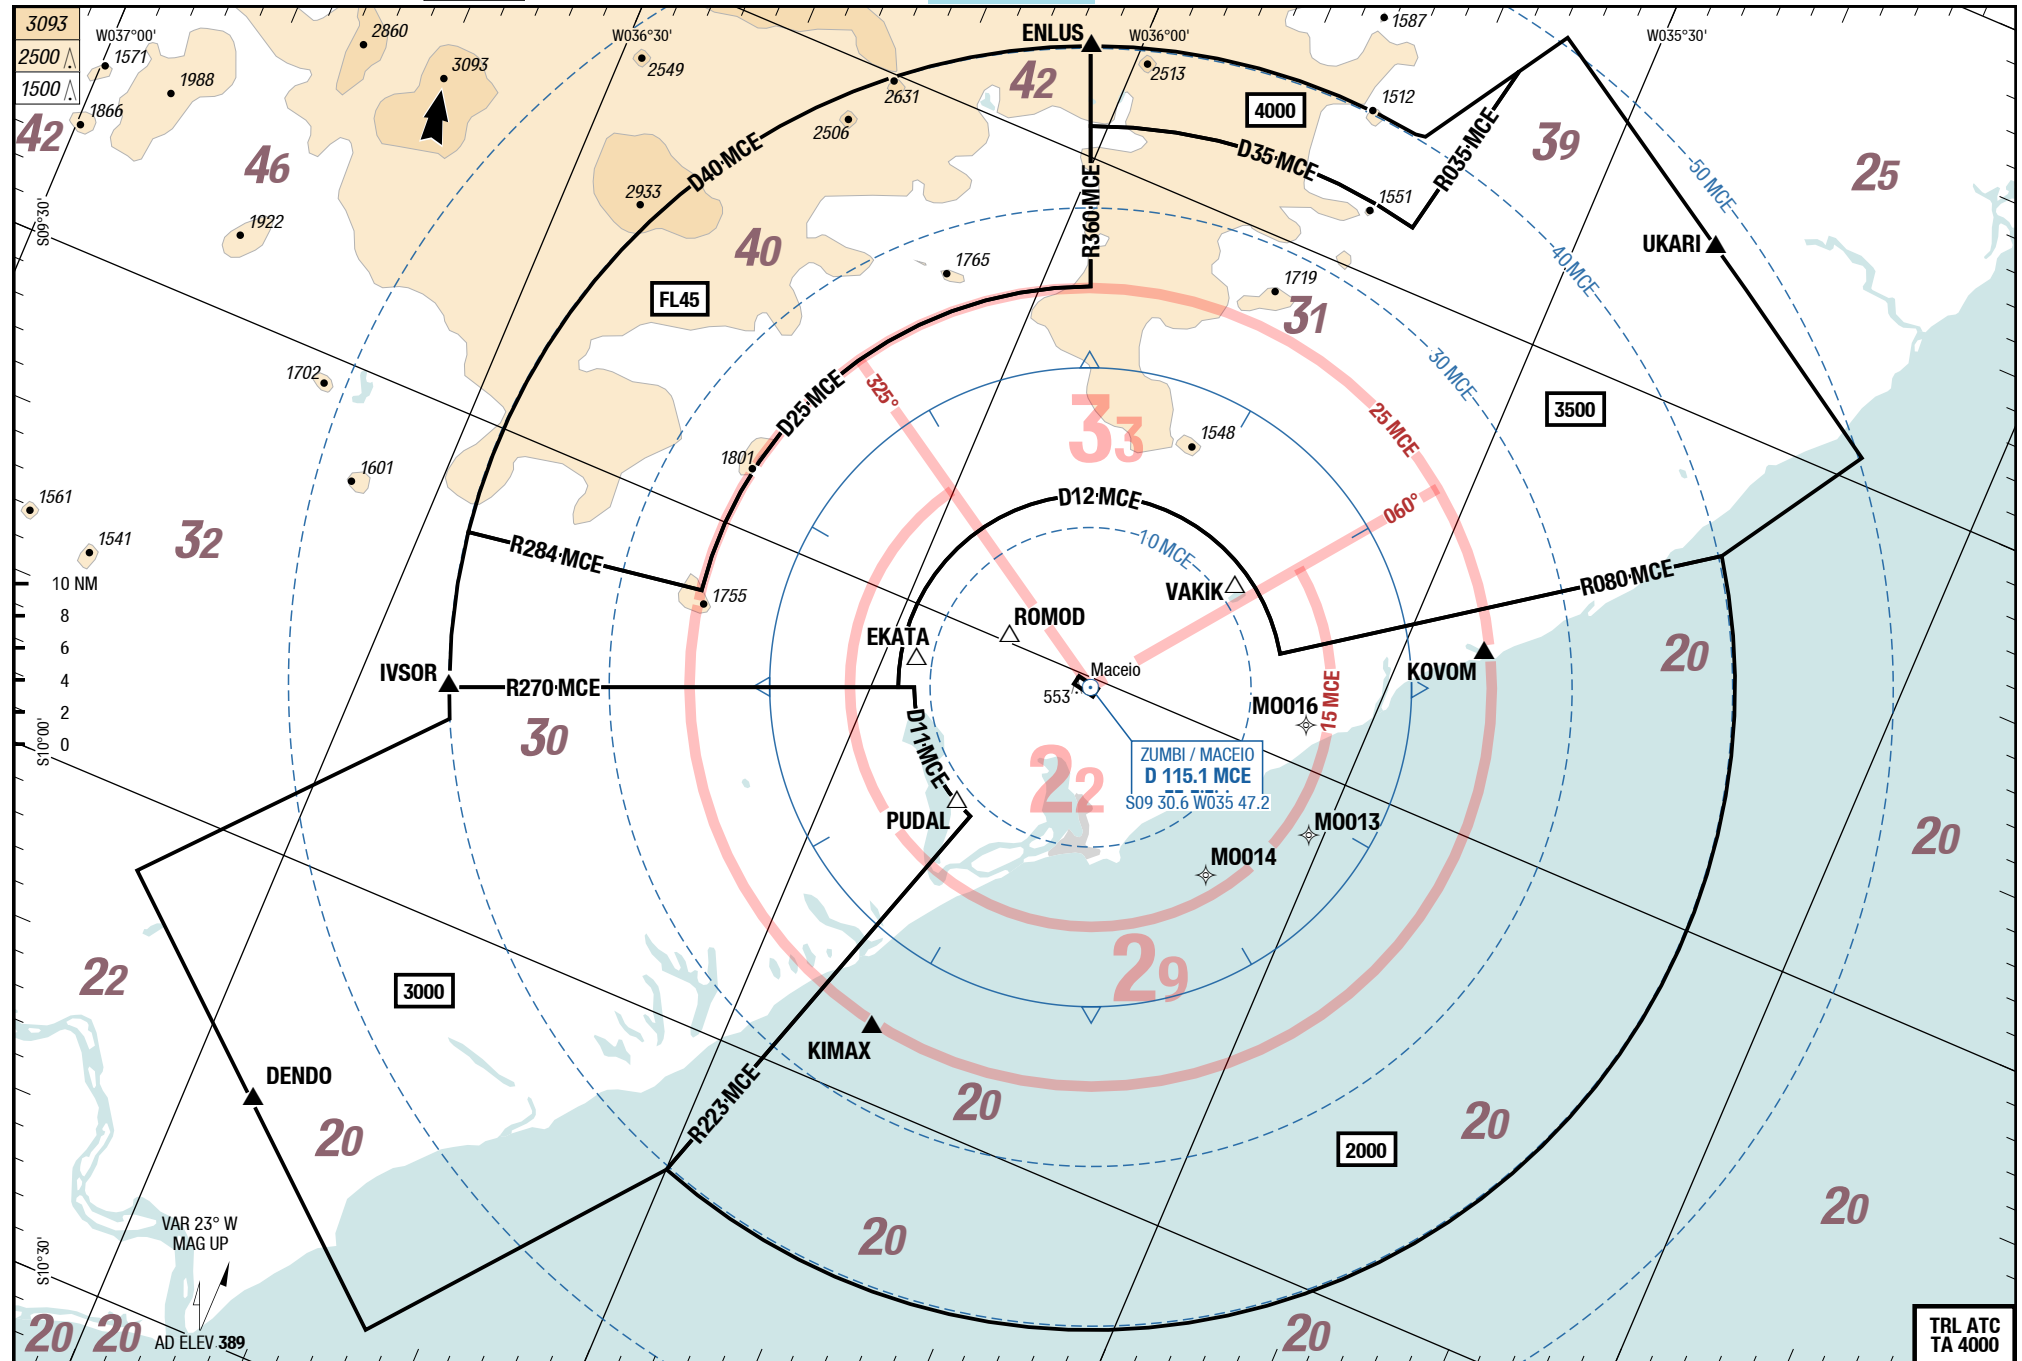 3093
2500
1500
W037°00'
1571
1988
1866
2860
3093
W036°30'
2549
ENLUS
W036°00'
2513
1587
W035°30'
42
42
46
2631
2506
4000
1512
39
25
D40 MCE
D35 MCE
R035 MCE
50 MCE
2933
R360 MCE
1551
S09°30'
1922
40
UKARI
40 MCE
FL45
1765
1719
31
30 MCE
1702
325°
D25 MCE
33
25 MCE
3500
1548
1801
1601
1561
D12 MCE
060°
1541
32
R284 MCE
10 MCE
10 NM
8
6
4
2
0
1755
VAKIK
R080 MCE
ROMOD
EKATA
IVSOR
R270 MCE
Maceio
553
KOVOM
20
MO016
15 MCE
S10°00'
30
D11 MCE
22
ZUMBI / MACEIO
D 115.1 MCE
S09 30.6 W035 47.2
PUDAL
MO013
MO014
20
22
3000
29
KIMAX
DENDO
R223 MCE
20
20
20
2000
20
20
VAR 23° W
MAG UP
S10°30'
20
20
AD ELEV 389
20
TRL ATC
TA 4000